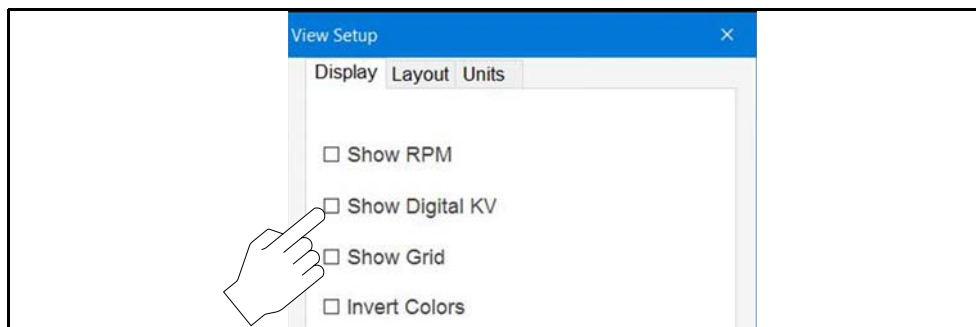 View Setup
Display Layout Units
Show RPM
Show Digital KV
Show Grid
Invert Colors